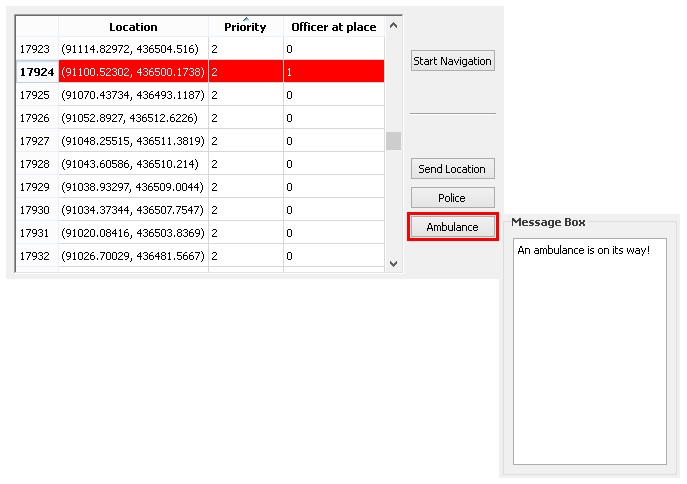 Location Priority Officer at place
17923 (91114.82972, 436504.516) 2 0
17924 (91100.52302, 436500.1738) 2 1
17925 (91070.43734, 436493.1187) 2 0
17926 (91052.8927, 436512.6226) 2 0
17927 (91048.25515, 436511.3819) 2 0
17928 (91043.60586, 436510.214) 2 0
17929 (91038.93297, 436509.0044) 2 0
17930 (91034.37344, 436507.7547) 2 0
17931 (91020.08416, 436503.8369) 2 0
17932 (91026.70029, 436481.5667) 2 0
Start Navigation
Send Location
Police
Ambulance
Message Box
An ambulance is on its way!